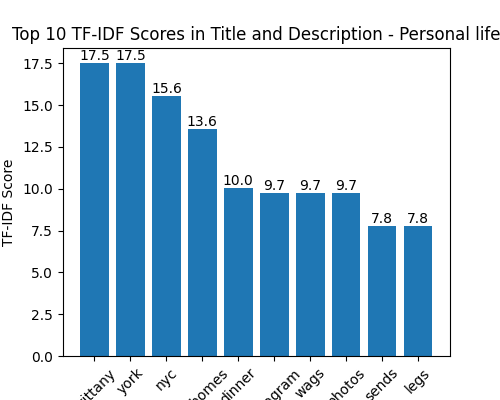 Top 10 TF-IDF Scores in Title and Description - Personal life
17.5 17.5 15.6 13.6 10.0 9.7 9.7 9.7 7.8 7.8
17.5
15.0
12.5
10.0
7.5
5.0
2.5
0.0
TF-IDF Score
ittany york nyc homes dinner gram wags photos sends legs